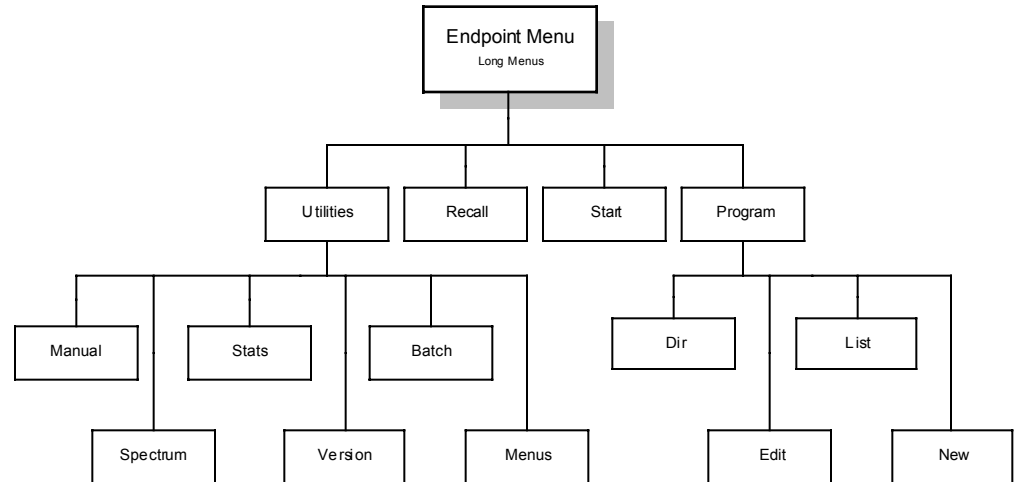 Endpoint Menu
Long Menus
Utilities
Recall
Start
Program
Manual
Stats
Batch
Dir
List
Spectrum
Version
Menus
Edit
New